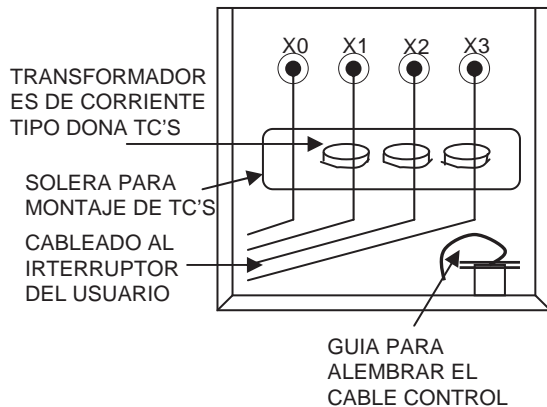 X0 X1 X2 X3
TRANSFORMADOR
ES DE CORRIENTE
TIPO DONA TC'S
SOLERA PARA
MONTAJE DE TC'S
CABLEADO AL
IRTERRUPTOR
DEL USUARIO
GUIA PARA
ALEMBRAR EL
CABLE CONTROL